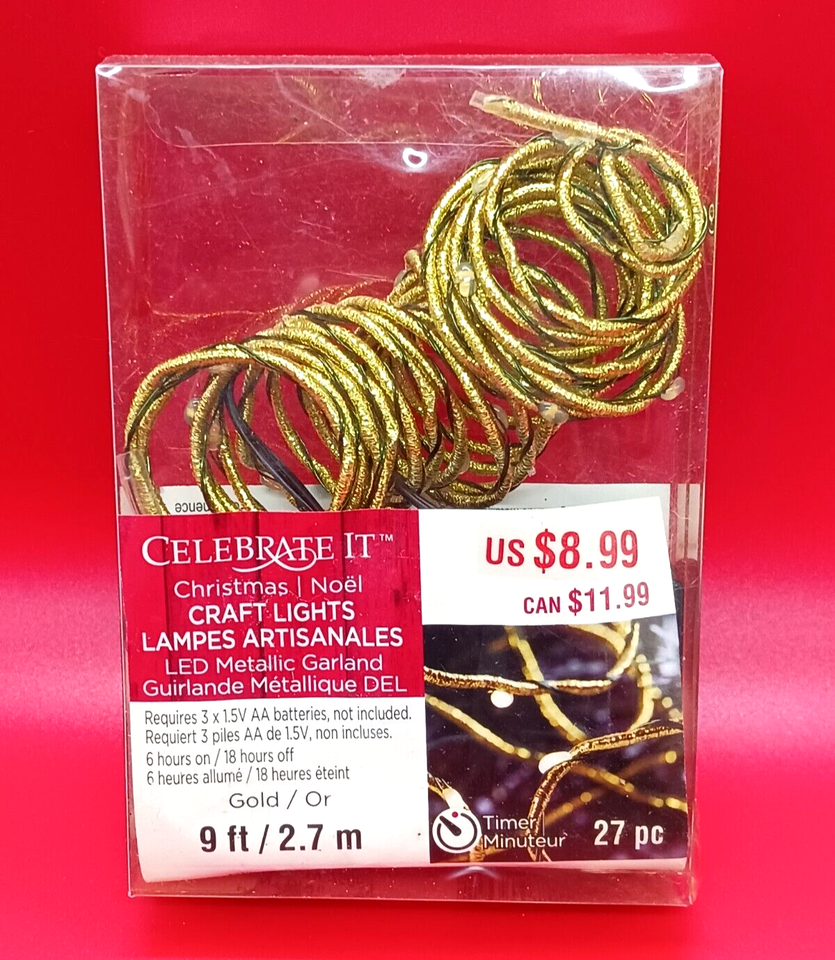 CELEBRATE IT™
Christmas | Noël
CRAFT LIGHTS
LAMPES ARTISANALES
LED Metallic Garland
Guirlande Métallique DEL
Requires 3 x 1.5V AA batteries, not included.
Requiert 3 piles AA de 1.5V, non incluses.
6 hours on / 18 hours off
6 heures allumé / 18 heures éteint
Gold / Or
9 ft / 2.7 m
US $8.99
CAN $11.99
Timer
Minuteur
27 pc